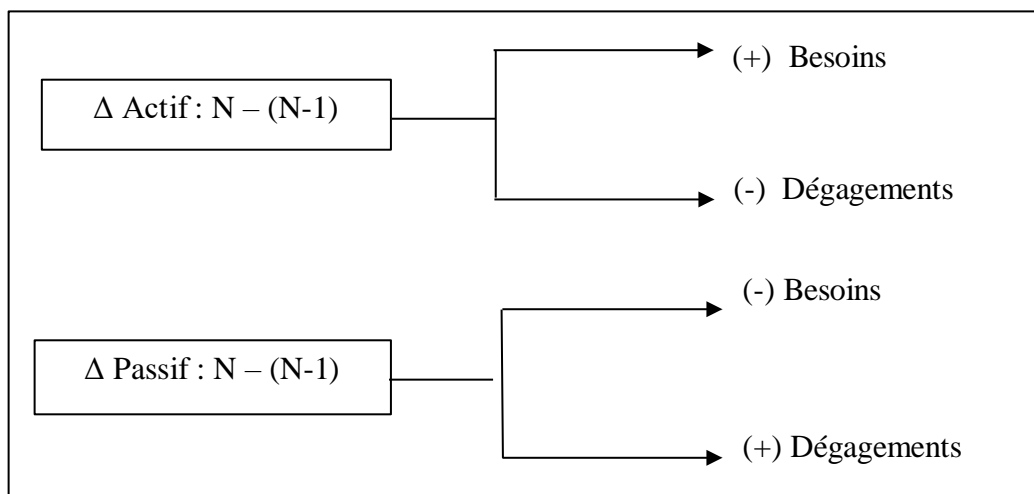 (+) Besoins
Δ Actif : N – (N-1)
(-) Dégagements
(-) Besoins
Δ Passif : N – (N-1)
(+) Dégagements